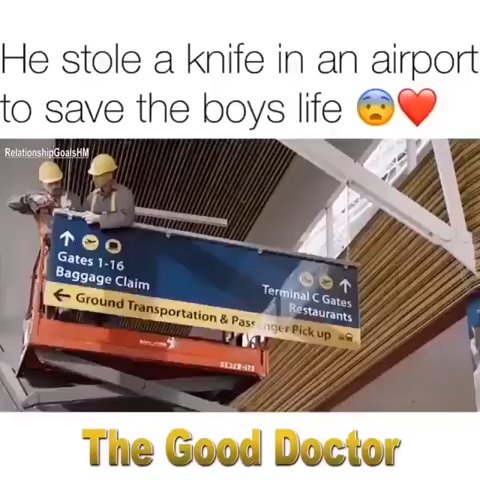 He stole a knife in an airport
to save the boys life 😨❤️
RelationshipGoalsHM
Gates 1-16
Baggage Claim
Terminal C Gates
Restaurants
← Ground Transportation & Passenger Pick up
The Good Doctor